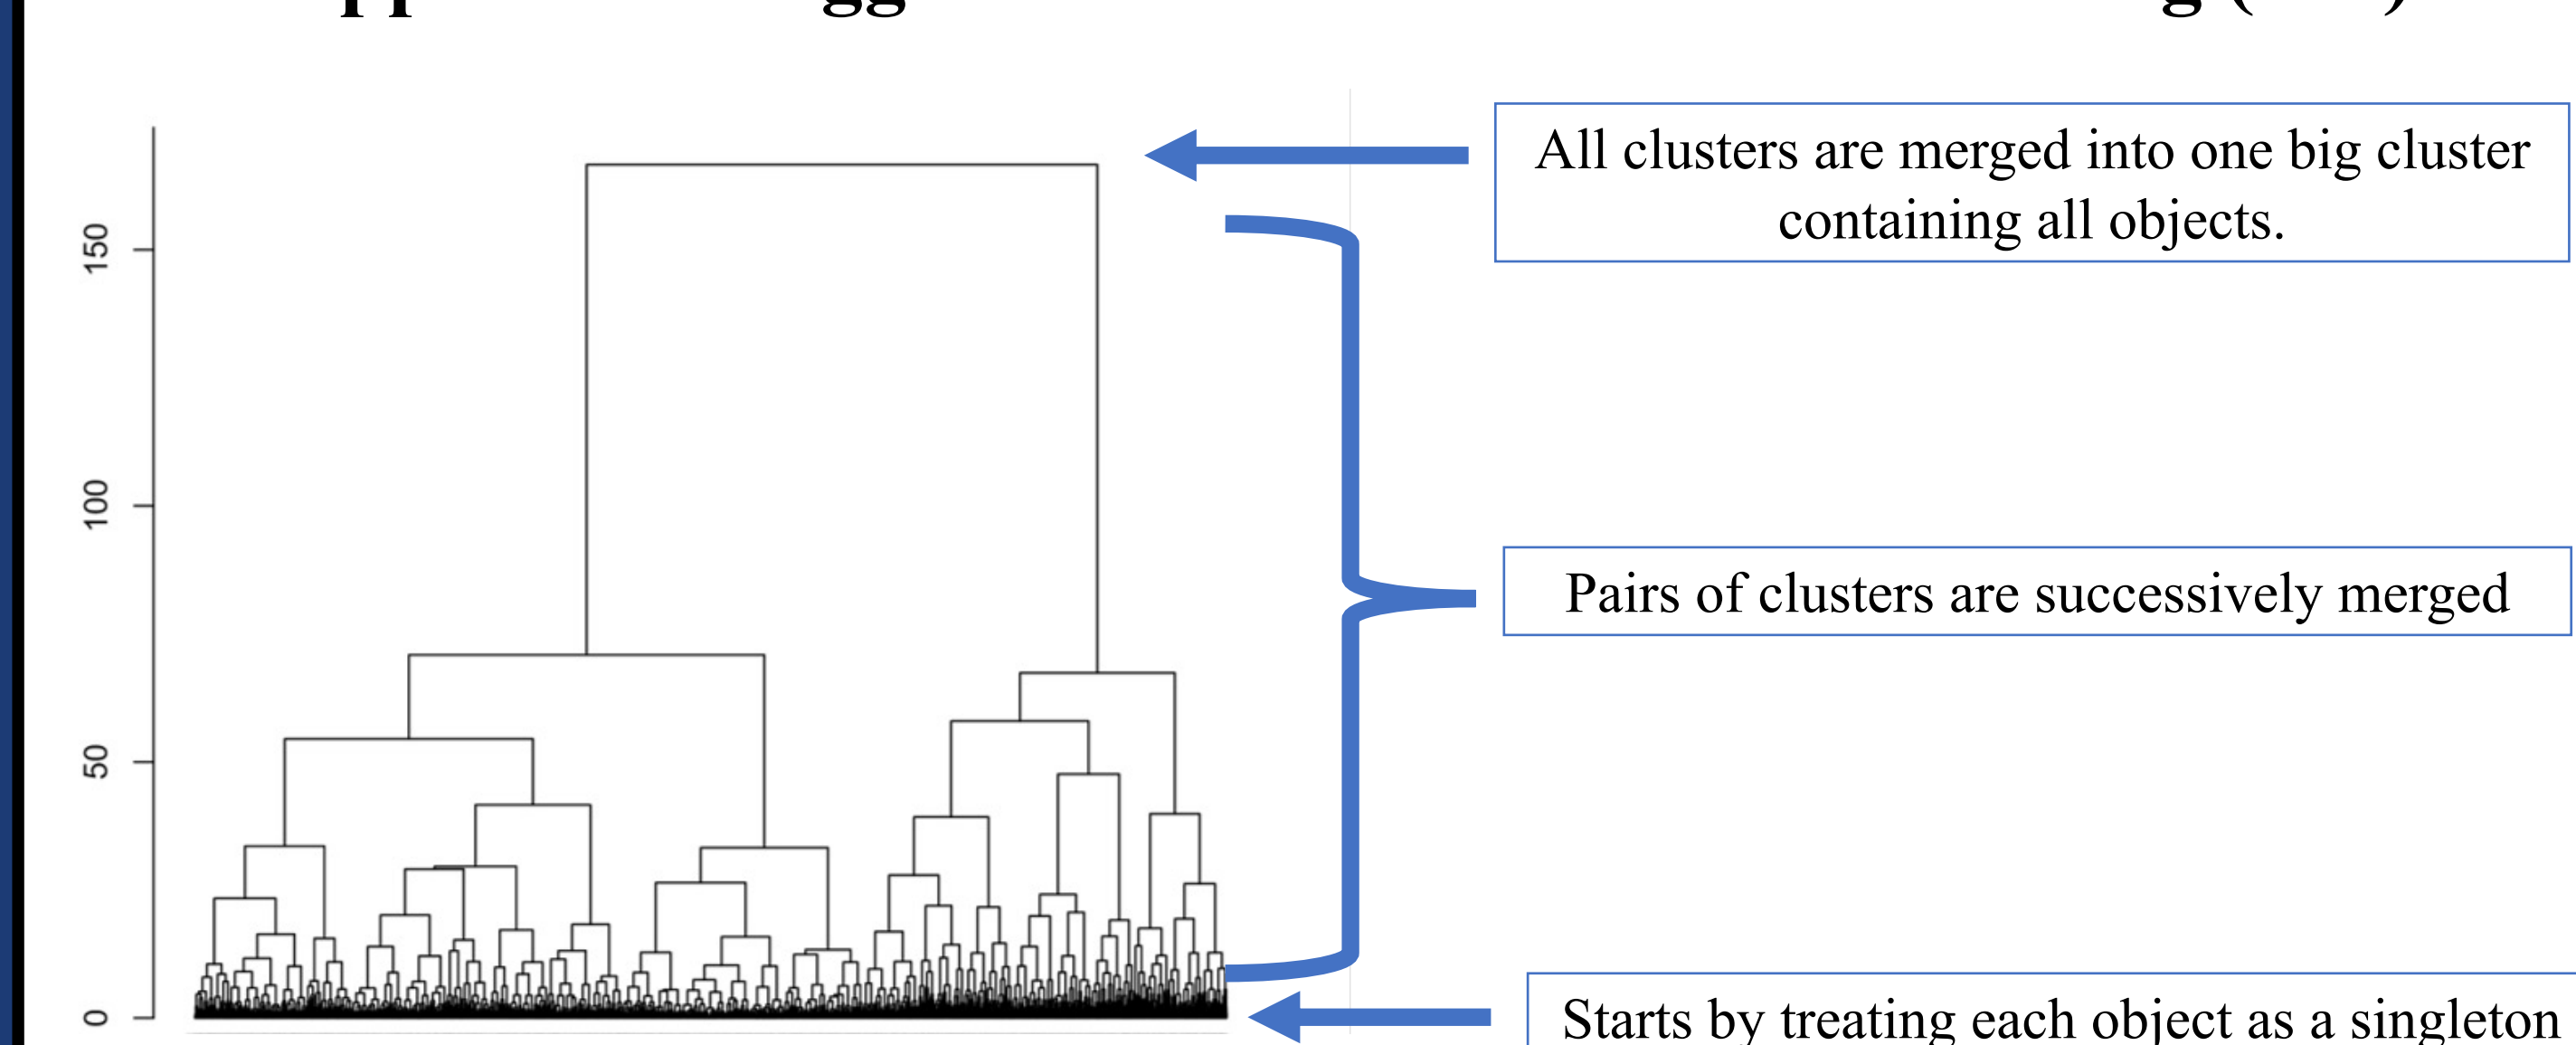 All clusters are merged into one big cluster
containing all objects.
150
100
Pairs of clusters are successively merged
50
0
Starts by treating each object as a singleton